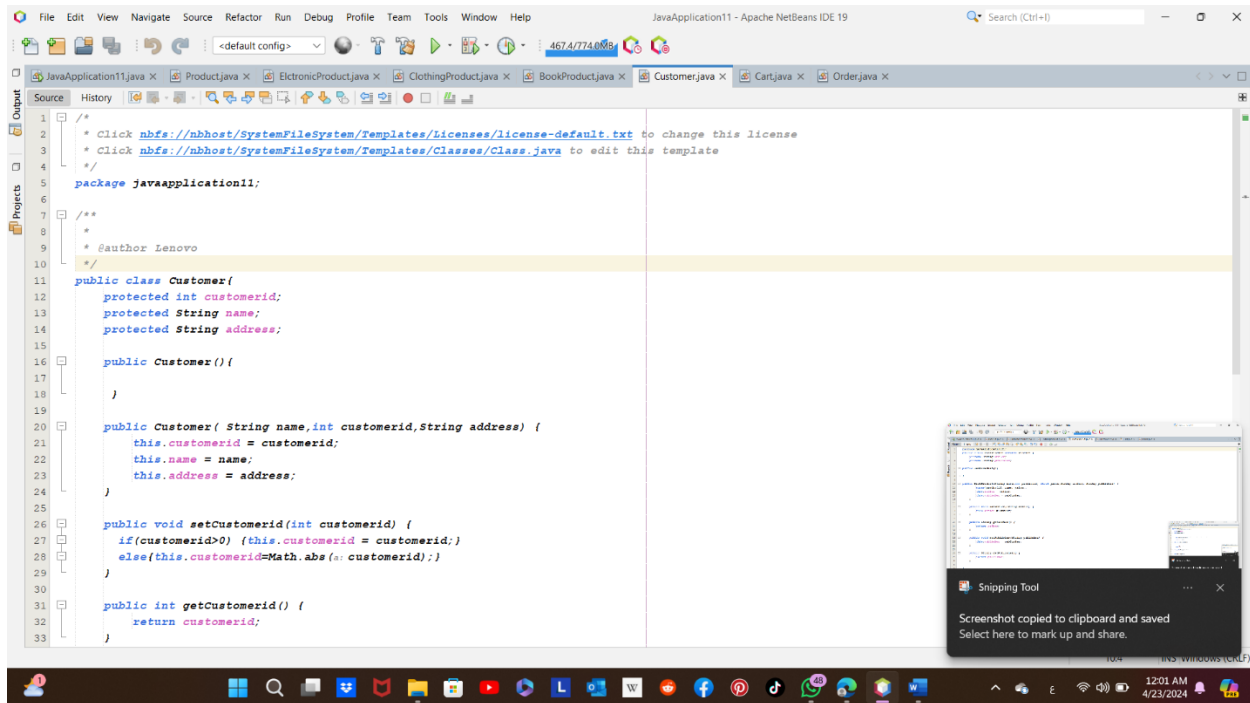 File Edit View Navigate Source Refactor Run Debug Profile Team Tools Window Help JavaApplication11 - Apache NetBeans IDE 19 Search (Ctrl+I)
<default config> 467.4/774.0MB
JavaApplication11.java Product.java ElctronicProduct.java ClothingProduct.java BookProduct.java Customer.java Cart.java Order.java
Output
Projects
Source History
1 /*
2 * Click nbfs://nbhost/SystemFileSystem/Templates/Licenses/license-default.txt to change this license
3 * Click nbfs://nbhost/SystemFileSystem/Templates/Classes/Class.java to edit this template
4 */
5 package javaapplication11;
6
7 /**
8 *
9 * @author Lenovo
10 */
11 public class Customer{
12 protected int customerid;
13 protected String name;
14 protected String address;
15
16 public Customer(){
17
18 }
19
20 public Customer( String name,int customerid,String address) {
21 this.customerid = customerid;
22 this.name = name;
23 this.address = address;
24 }
25
26 public void setCustomerid(int customerid) {
27 if(customerid>0) {this.customerid = customerid;}
28 else{this.customerid=Math.abs(a: customerid);}
29 }
30
31 public int getCustomerid() {
32 return customerid;
33 }
Snipping Tool
Screenshot copied to clipboard and saved
Select here to mark up and share.
INS Windows (CRLF)
1 L W 48 ع 12:01 AM
4/23/2024